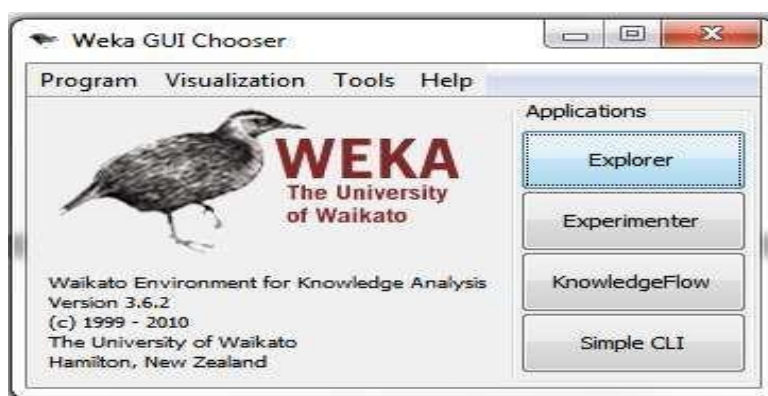 Weka GUI Chooser
Program Visualization Tools Help
WEKA
The University
of Waikato
Waikato Environment for Knowledge Analysis
Version 3.6.2
(c) 1999 - 2010
The University of Waikato
Hamilton, New Zealand
Applications
Explorer
Experimenter
KnowledgeFlow
Simple CLI